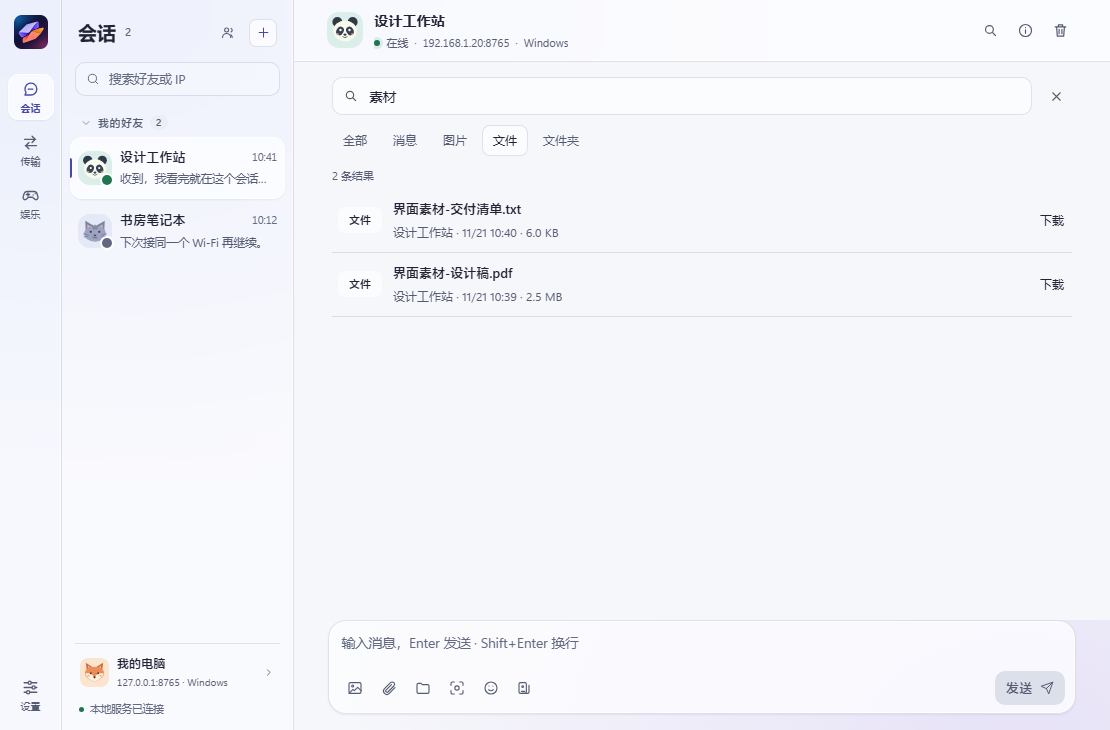 会话
传输
娱乐
设置
会话 2
搜索好友或 IP
我的好友 2
设计工作站 10:41
收到，我看完就在这个会话...
书房笔记本 10:12
下次接同一个 Wi-Fi 再继续。
我的电脑
127.0.0.1:8765 · Windows
本地服务已连接
设计工作站
在线 · 192.168.1.20:8765 · Windows
素材
全部 消息 图片 文件 文件夹
2 条结果
文件 界面素材-交付清单.txt 下载
设计工作站 · 11/21 10:40 · 6.0 KB
文件 界面素材-设计稿.pdf 下载
设计工作站 · 11/21 10:39 · 2.5 MB
输入消息，Enter 发送 · Shift+Enter 换行
发送